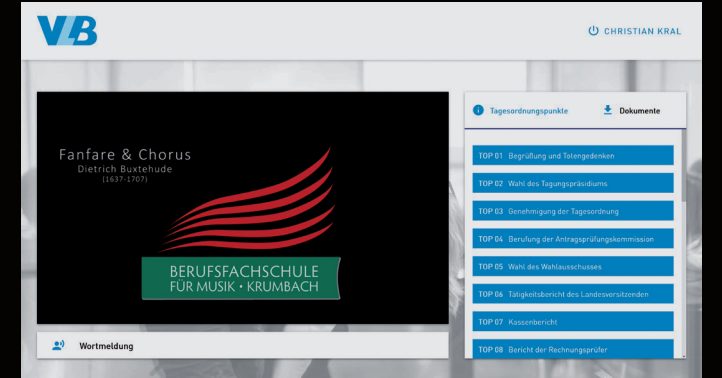 VLB
CHRISTIAN KRAL
Fanfare & Chorus
Dietrich Buxtehude
(1637-1707)
BERUFSFACHSCHULE
FÜR MUSIK • KRUMBACH
Wortmeldung
Tagesordnungspunkte
Dokumente
TOP 01 Begrüßung und Totengedenken
TOP 02 Wahl des Tagungspräsidiums
TOP 03 Genehmigung der Tagesordnung
TOP 04 Berufung der Antragsprüfungskommission
TOP 05 Wahl des Wahlausschusses
TOP 06 Tätigkeitsbericht des Landesvorsitzenden
TOP 07 Kassenbericht
TOP 08 Bericht der Rechnungsprüfer